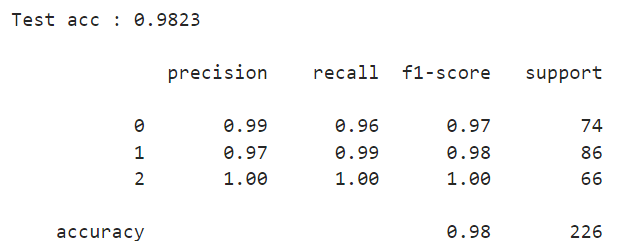 Test acc : 0.9823
precision recall f1-score support
0 0.99 0.96 0.97 74
1 0.97 0.99 0.98 86
2 1.00 1.00 1.00 66
accuracy 0.98 226